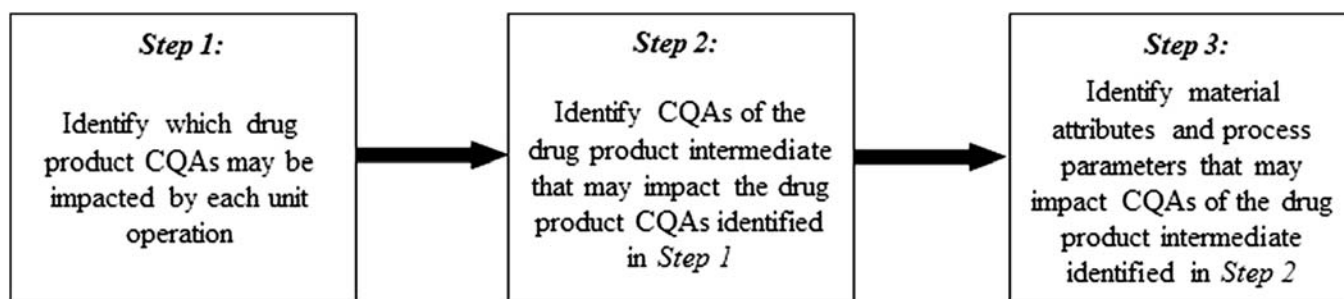 Step 1:
Identify which drug
product CQAs may be
impacted by each unit
operation
Step 2:
Identify CQAs of the
drug product intermediate
that may impact the drug
product CQAs identified
in Step 1
Step 3:
Identify material
attributes and process
parameters that may
impact CQAs of the drug
product intermediate
identified in Step 2